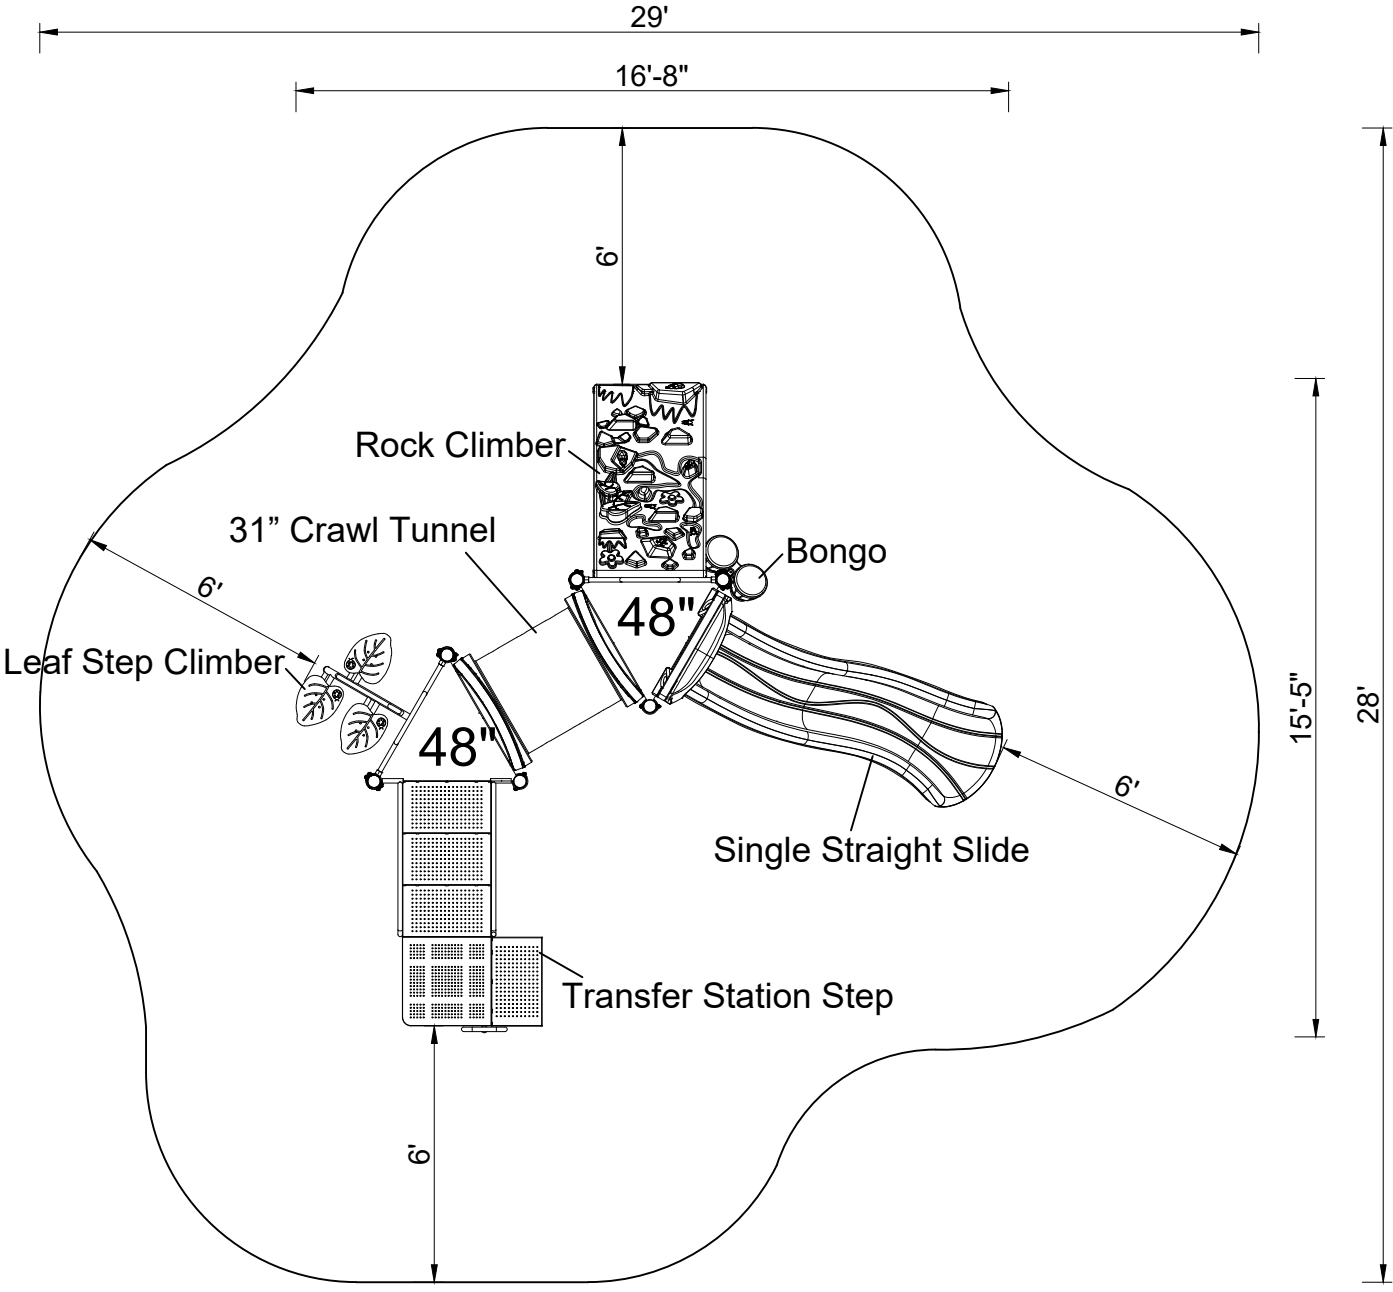 29'
16'-8"
6'
Rock Climber
31” Crawl Tunnel
Bongo
6'
48"
Leaf Step Climber
48"
15'-5"
28'
6'
Single Straight Slide
Transfer Station Step
6'